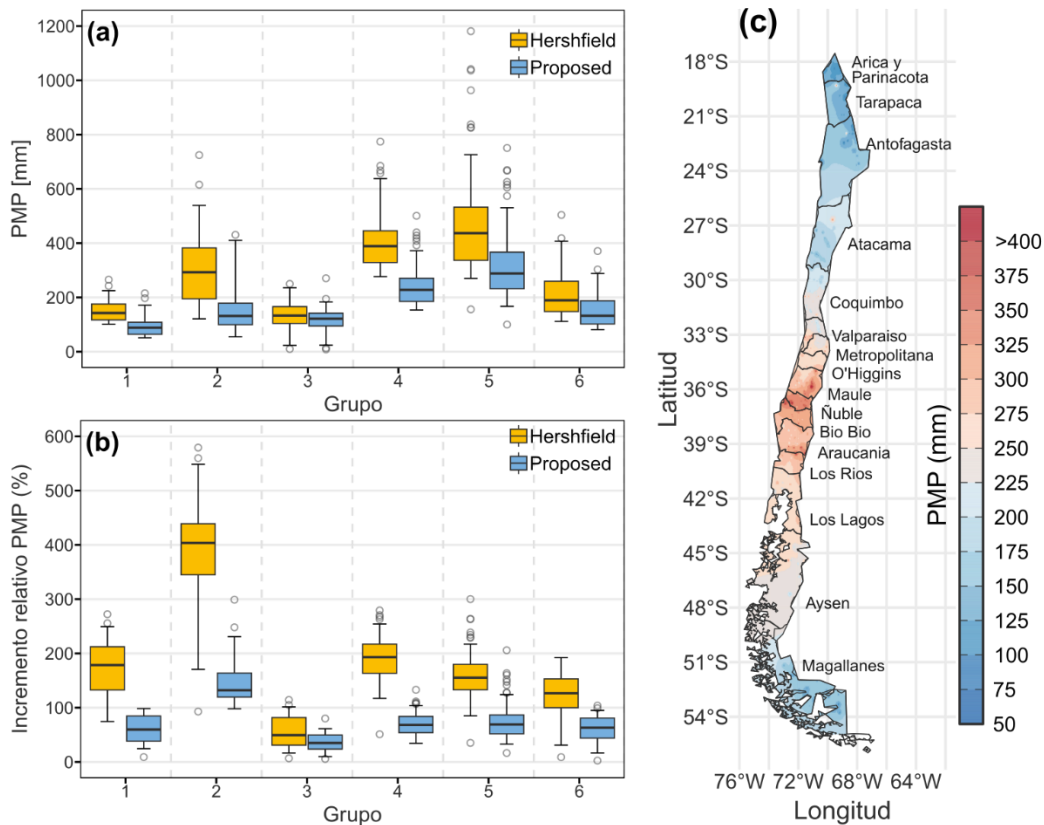 (a)
Hershfield
Proposed
PMP [mm]
1200
1000
800
600
400
200
0
1 2 3 4 5 6
Grupo
(b)
Hershfield
Proposed
Incremento relativo PMP (%)
600
500
400
300
200
100
0
1 2 3 4 5 6
Grupo
(c)
Latitud
18°S
21°S
24°S
27°S
30°S
33°S
36°S
39°S
42°S
45°S
48°S
51°S
54°S
Arica y
Parinacota
Tarapaca
Antofagasta
Atacama
Coquimbo
Valparaiso
Metropolitana
O'Higgins
Maule
Ñuble
Bio Bio
Araucania
Los Rios
Los Lagos
Aysen
Magallanes
76°W 72°W 68°W 64°W
Longitud
PMP (mm)
>400
375
350
325
300
275
250
225
200
175
150
125
100
75
50